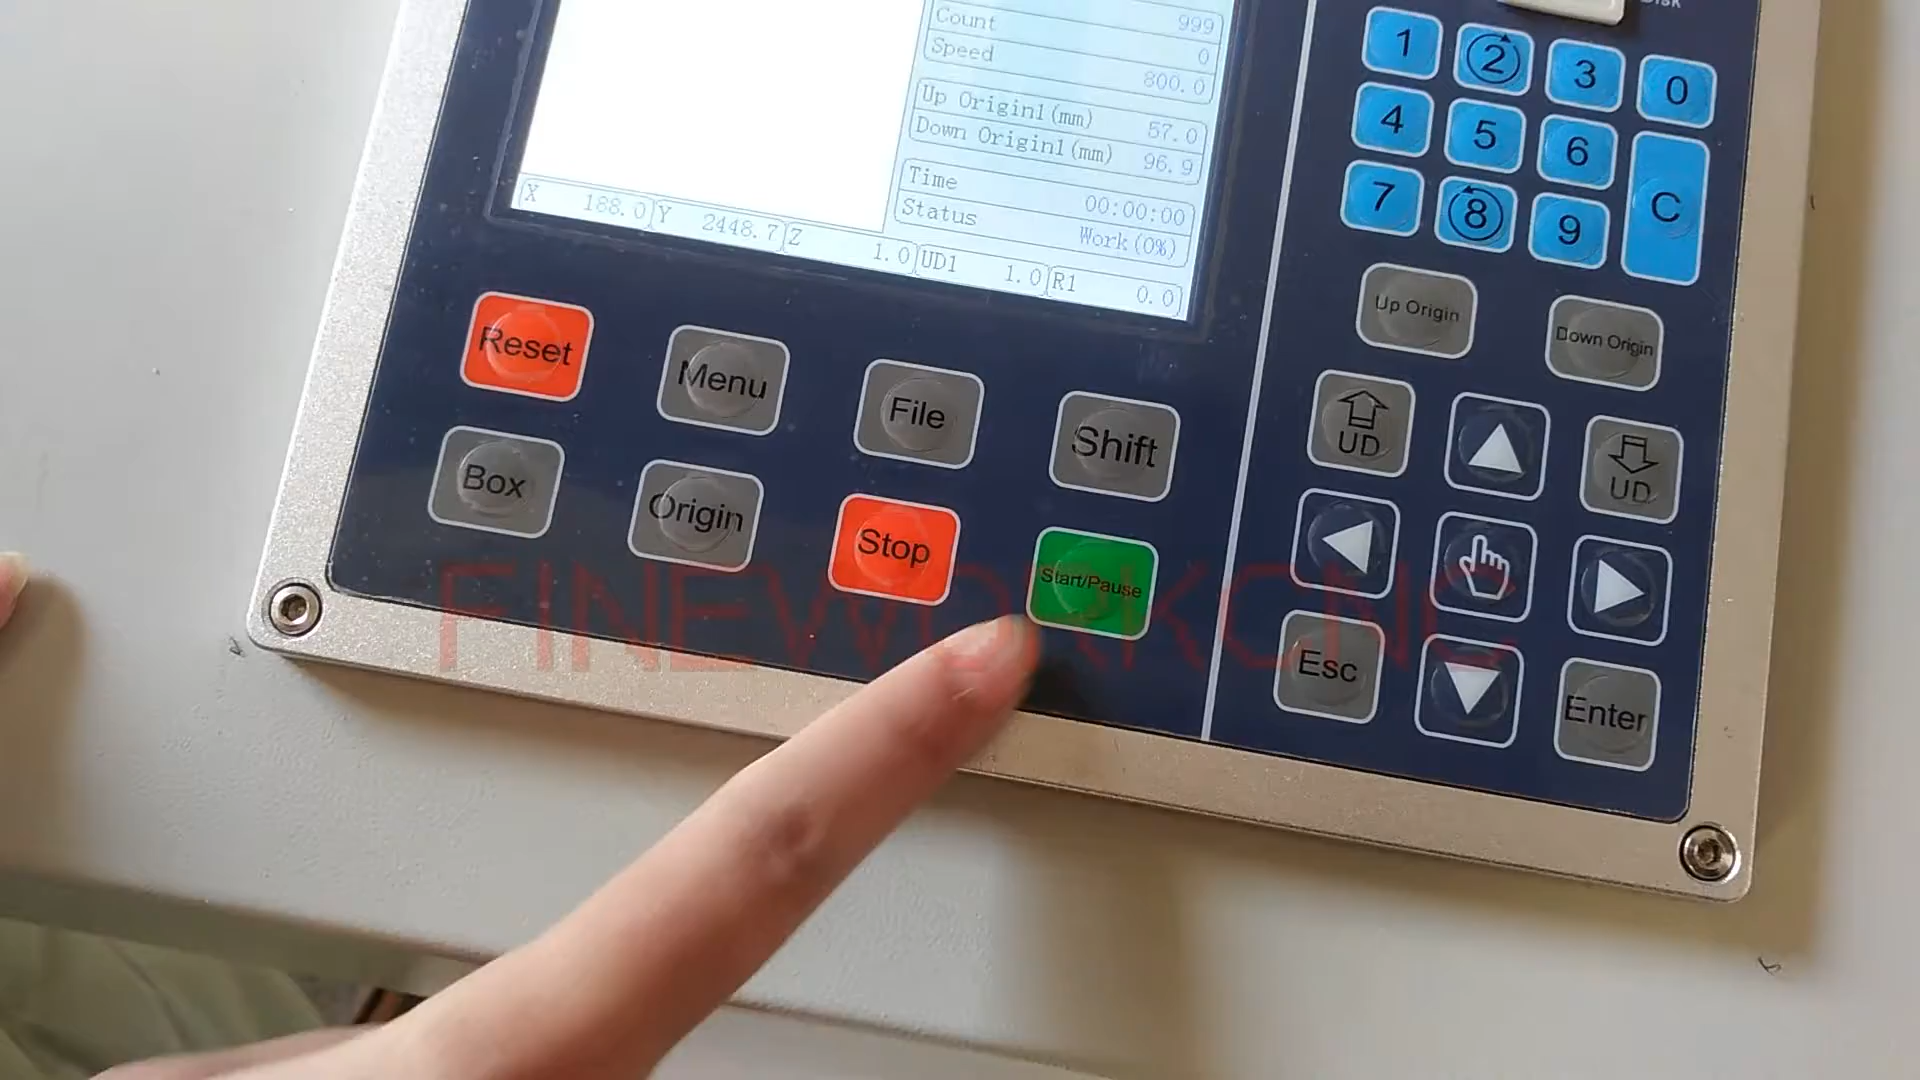 Disk
Count 999
Speed 0
800.0
Up Origin1(mm) 57.0
Down Origin1(mm) 96.9
Time 00:00:00
Status Work(0%)
X 188.0 Y 2448.7 Z 1.0 UD1 1.0 R1 0.0
1 2 3 0
4 5 6
7 8 9 C
Up Origin Down Origin
UD UD
Reset Menu File Shift
Box Origin Stop Start/Pause
Esc Enter
FINEWORKCNC